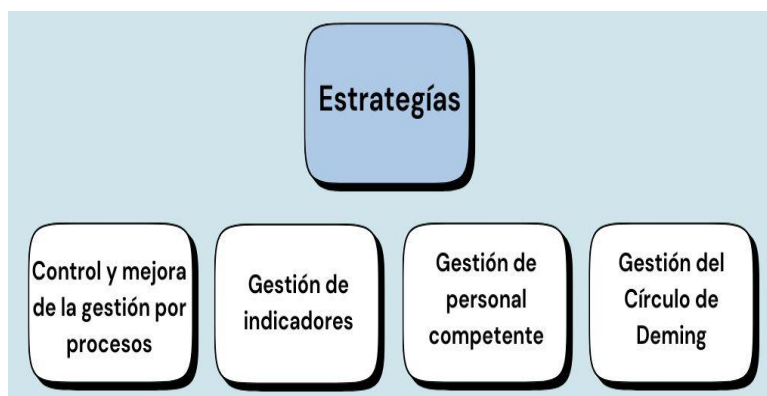 Estrategías
Control y mejora
de la gestión por
procesos
Gestión de
indicadores
Gestión de
personal
competente
Gestión del
Círculo de
Deming